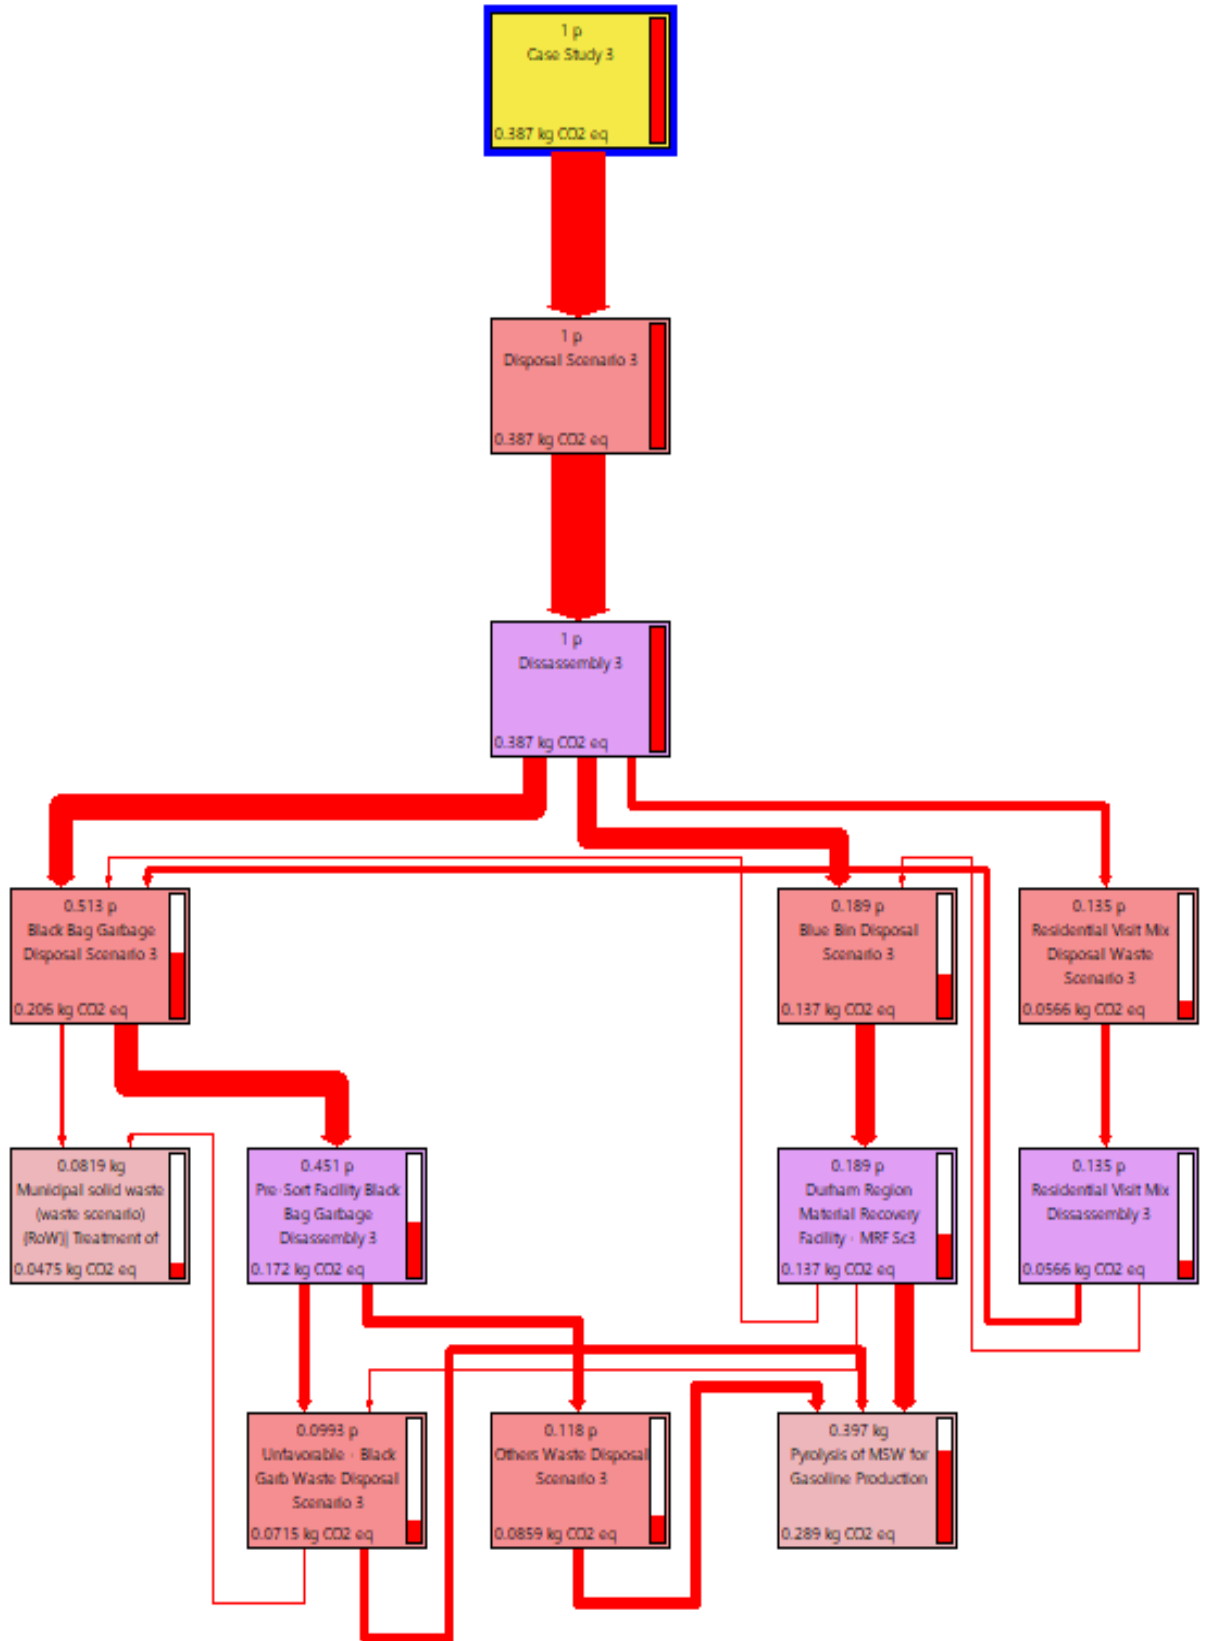 1 p
Case Study 3
0.387 kg CO2 eq
1 p
Disposal Scenario 3
0.387 kg CO2 eq
1 p
Dissassembly 3
0.387 kg CO2 eq
0.513 p
Black Bag Garbage
Disposal Scenario 3
0.206 kg CO2 eq
0.189 p
Blue Bin Disposal
Scenario 3
0.137 kg CO2 eq
0.135 p
Residential Visit Mix
Disposal Waste
Scenario 3
0.0566 kg CO2 eq
0.0819 kg
Municipal solid waste
(waste scenario)
{RoW}| Treatment of
0.0475 kg CO2 eq
0.451 p
Pre-Sort Facility Black
Bag Garbage
Disassembly 3
0.172 kg CO2 eq
0.189 p
Durham Region
Material Recovery
Facility - MRF Sc3
0.137 kg CO2 eq
0.135 p
Residential Visit Mix
Dissassembly 3
0.0566 kg CO2 eq
0.0993 p
Unfavorable - Black
Garb Waste Disposal
Scenario 3
0.0715 kg CO2 eq
0.118 p
Others Waste Disposal
Scenario 3
0.0859 kg CO2 eq
0.397 kg
Pyrolysis of MSW for
Gasoline Production
0.289 kg CO2 eq